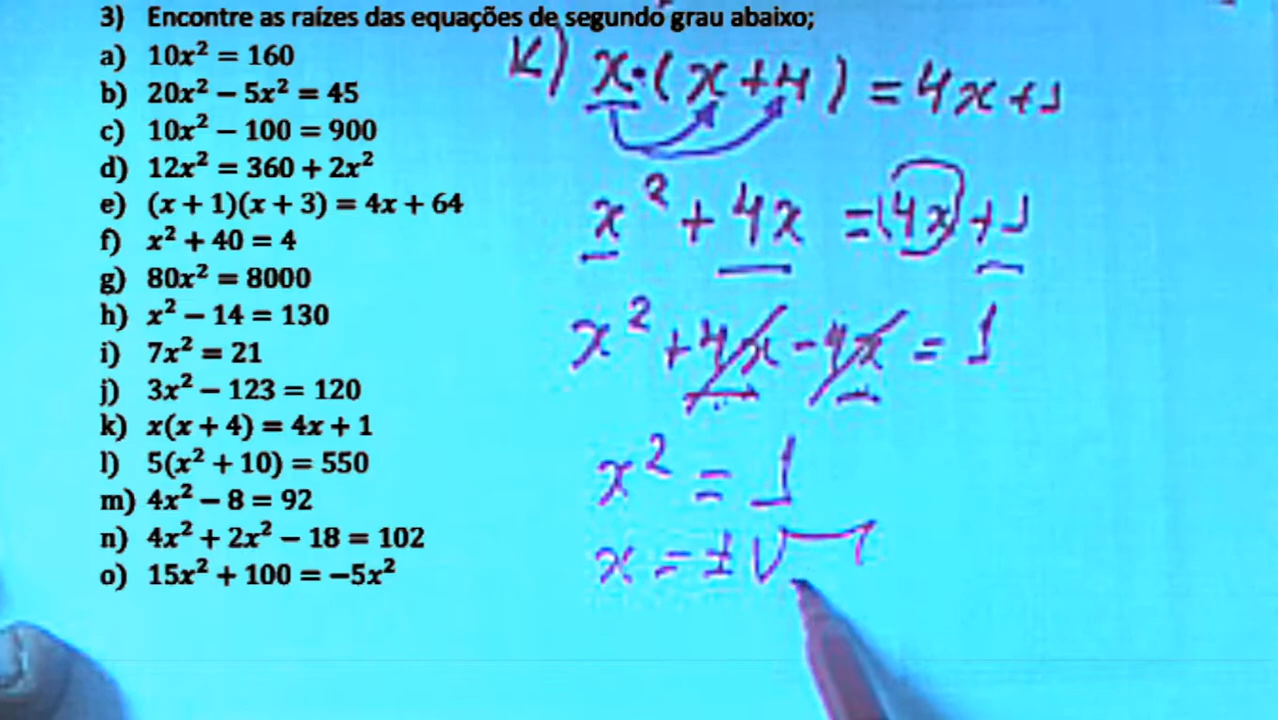 3) Encontre as raízes das equações de segundo grau abaixo;
a) 10x² = 160
b) 20x² – 5x² = 45
c) 10x² – 100 = 900
d) 12x² = 360 + 2x²
e) (x + 1)(x + 3) = 4x + 64
f) x² + 40 = 4
g) 80x² = 8000
h) x² – 14 = 130
i) 7x² = 21
j) 3x² – 123 = 120
k) x(x + 4) = 4x + 1
l) 5(x² + 10) = 550
m) 4x² – 8 = 92
n) 4x² + 2x² – 18 = 102
o) 15x² + 100 = –5x²
K) x·(x+4) = 4x+1
x² + 4x = (4x) + 1
x² + 4x - 4x = 1
x² = 1
x = ±√